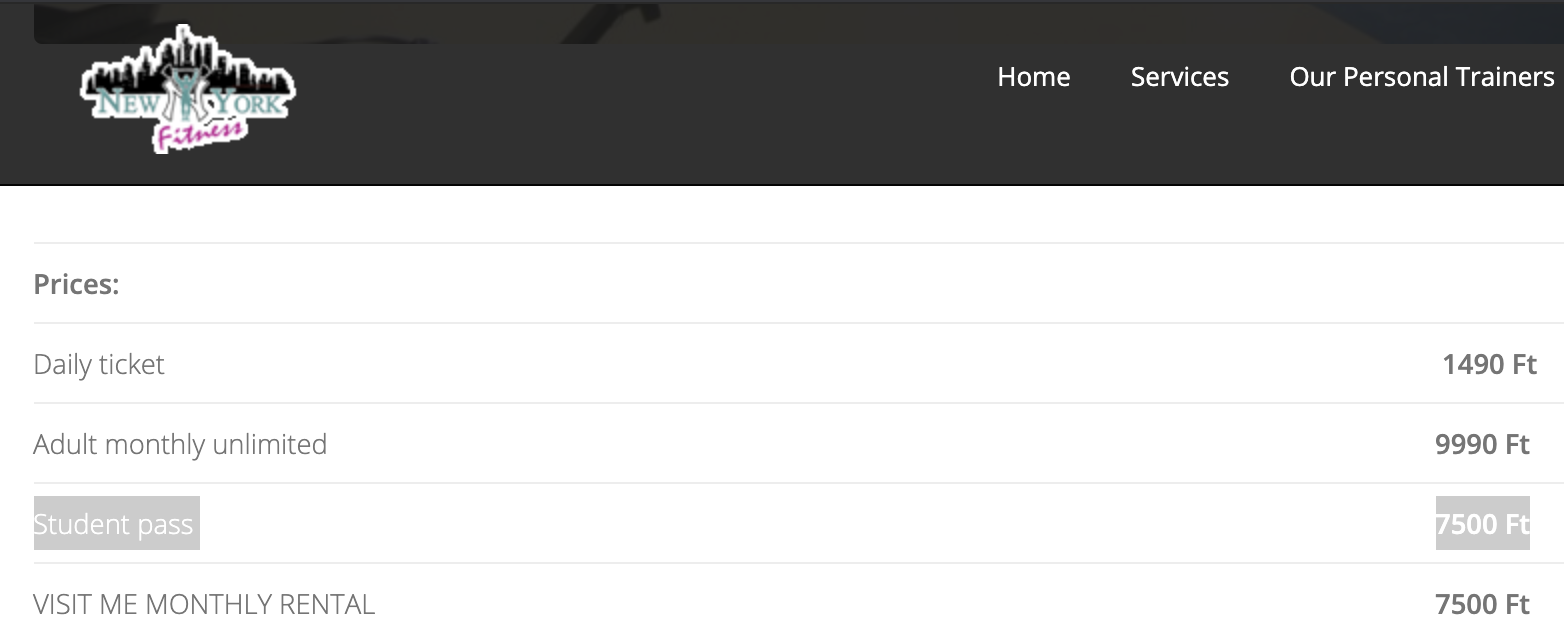 NEW YORK
Fitness
Home Services Our Personal Trainers
Prices:
Daily ticket 1490 Ft
Adult monthly unlimited 9990 Ft
Student pass 7500 Ft
VISIT ME MONTHLY RENTAL 7500 Ft